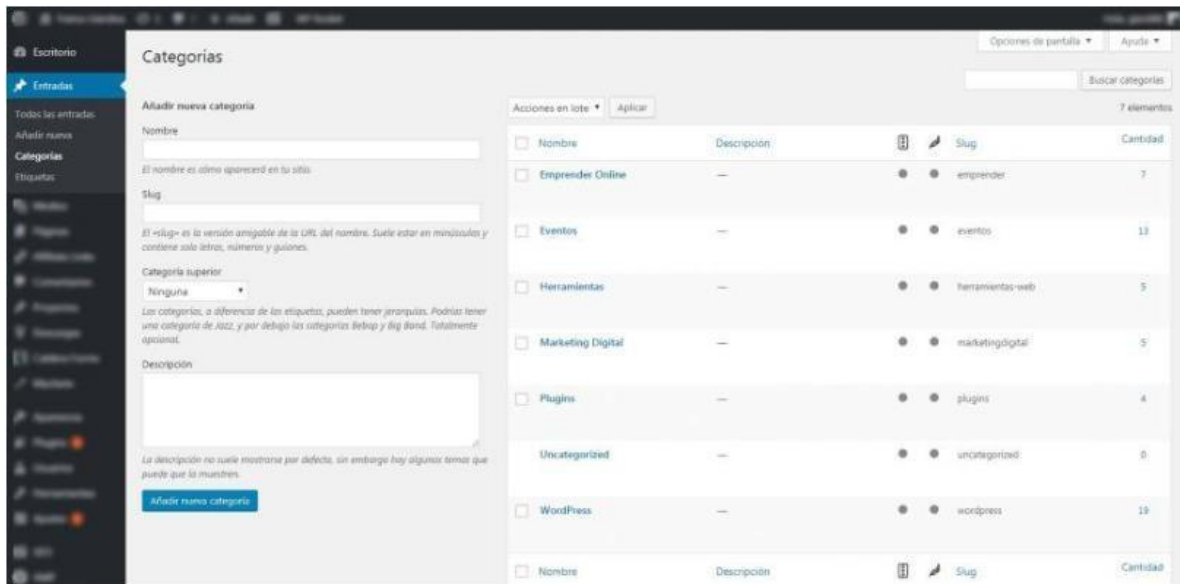 Opciones de pantalla ▼
Ayuda ▼
Escritorio
Entradas
Todas las entradas
Añadir nueva
Categorías
Etiquetas
Categorías
Añadir nueva categoría
Nombre
El nombre es cómo aparecerá en tu sitio.
Slug
El «slug» es la versión amigable de la URL del nombre. Suele estar en minúsculas y
contiene solo letras, números y guiones.
Categoría superior
Ninguna
Las categorías, a diferencia de las etiquetas, pueden tener jerarquías. Podrías tener
una categoría de Jazz, y por debajo las categorías Bebop y Big Band. Totalmente
opcional.
Descripción
La descripción no suele mostrarse por defecto, sin embargo hay algunos temas que
puede que la muestren.
Añadir nueva categoría
Buscar categorías
Acciones en lote
Aplicar
7 elementos
Nombre Descripción Slug Cantidad
Emprender Online — emprender 7
Eventos — eventos 13
Herramientas — herramientas-web 5
Marketing Digital — marketingdigital 5
Plugins — plugins 4
Uncategorized — uncategorized 0
WordPress — wordpress 19
Nombre Descripción Slug Cantidad